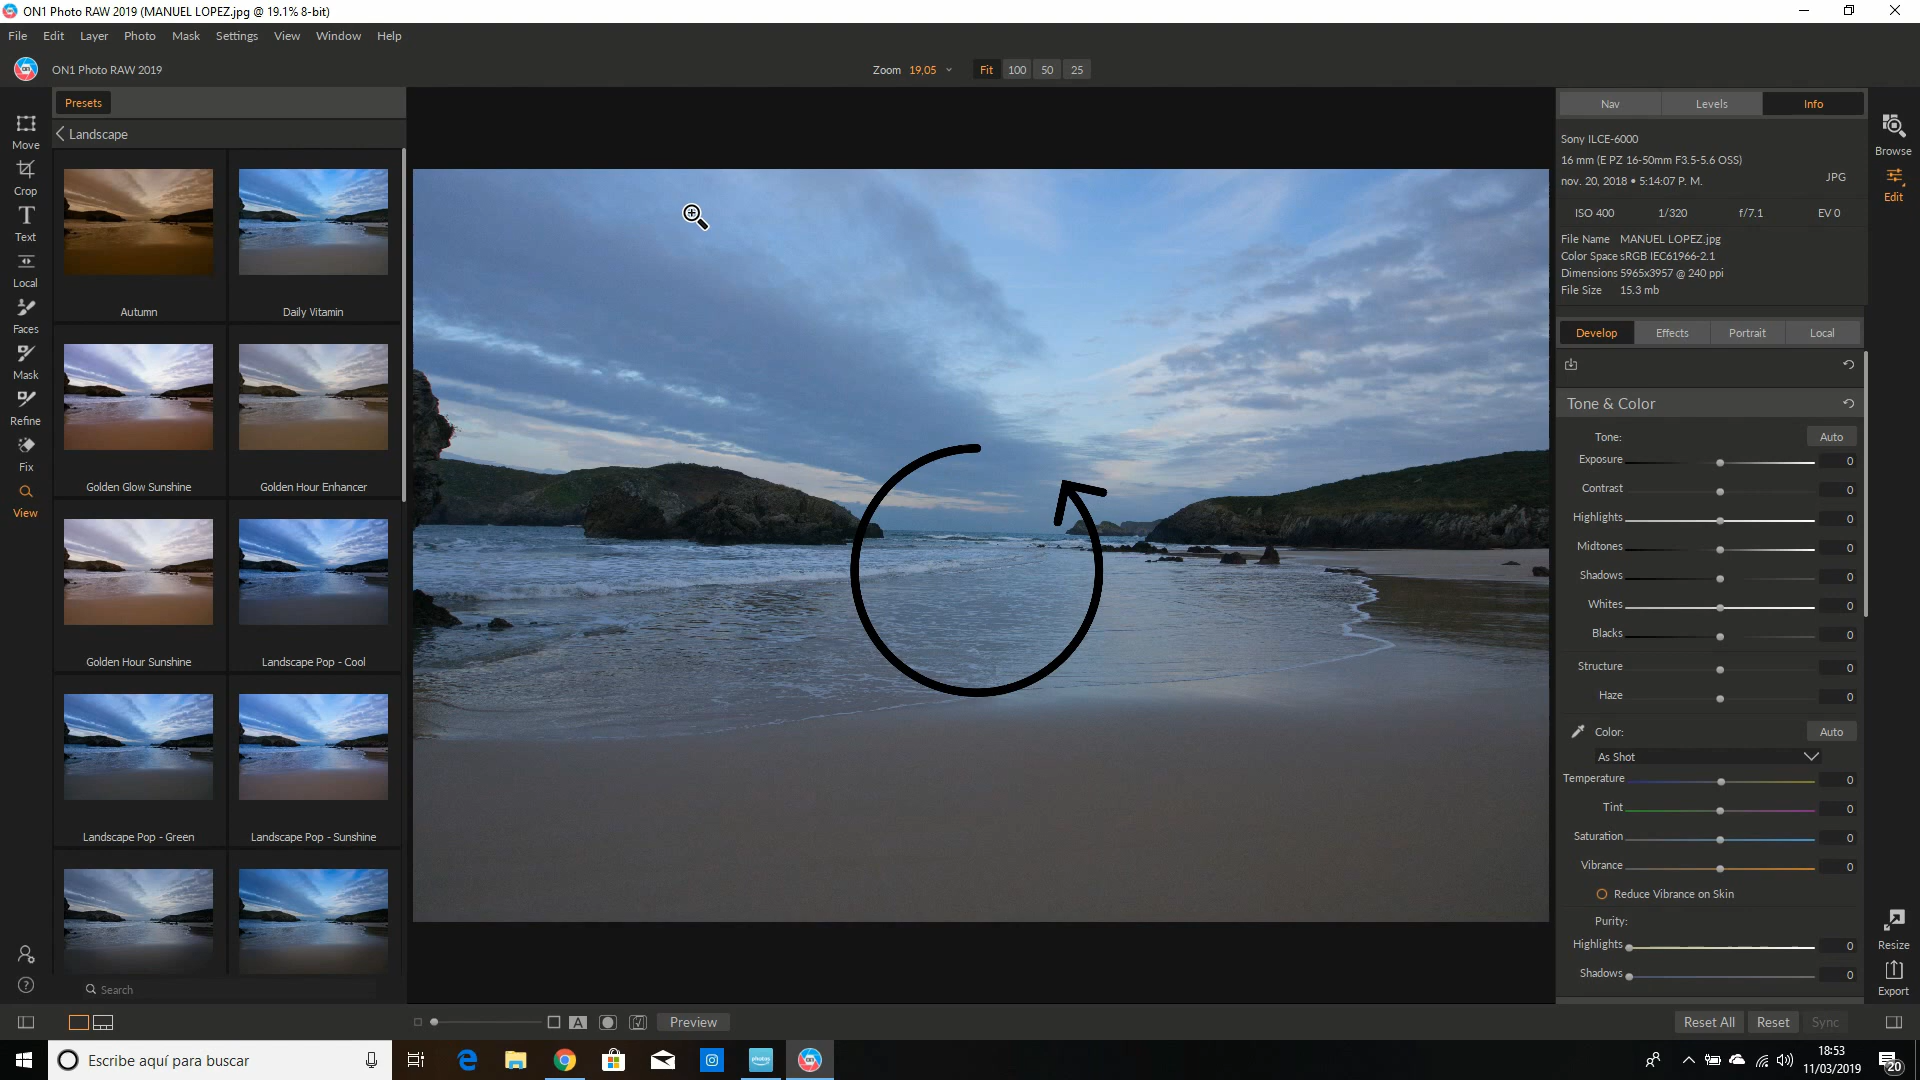 ON1 Photo RAW 2019 (MANUEL LOPEZ.jpg @ 19.1% 8-bit)
File Edit Layer Photo Mask Settings View Window Help
ON1 Photo RAW 2019
Zoom 19,05 Fit 100 50 25
Presets
Landscape
Move
Crop
Text
Local
Faces
Mask
Refine
Fix
View
Autumn
Daily Vitamin
Golden Glow Sunshine
Golden Hour Enhancer
Golden Hour Sunshine
Landscape Pop - Cool
Landscape Pop - Green
Landscape Pop - Sunshine
Search
Nav Levels Info
Sony ILCE-6000
16 mm (E PZ 16-50mm F3.5-5.6 OSS)
nov. 20, 2018 • 5:14:07 P. M.
JPG
ISO 400 1/320 f/7.1 EV 0
File Name MANUEL LOPEZ.jpg
Color Space sRGB IEC61966-2.1
Dimensions 5965x3957 @ 240 ppi
File Size 15.3 mb
Browse
Edit
Develop Effects Portrait Local
Tone & Color
Tone: Auto
Exposure 0
Contrast 0
Highlights 0
Midtones 0
Shadows 0
Whites 0
Blacks 0
Structure 0
Haze 0
Color: Auto
As Shot
Temperature 0
Tint 0
Saturation 0
Vibrance 0
Reduce Vibrance on Skin
Purity:
Highlights 0
Shadows 0
Resize
Export
A Preview
Reset All Reset Sync
Escribe aquí para buscar
photos
18:53
11/03/2019
20